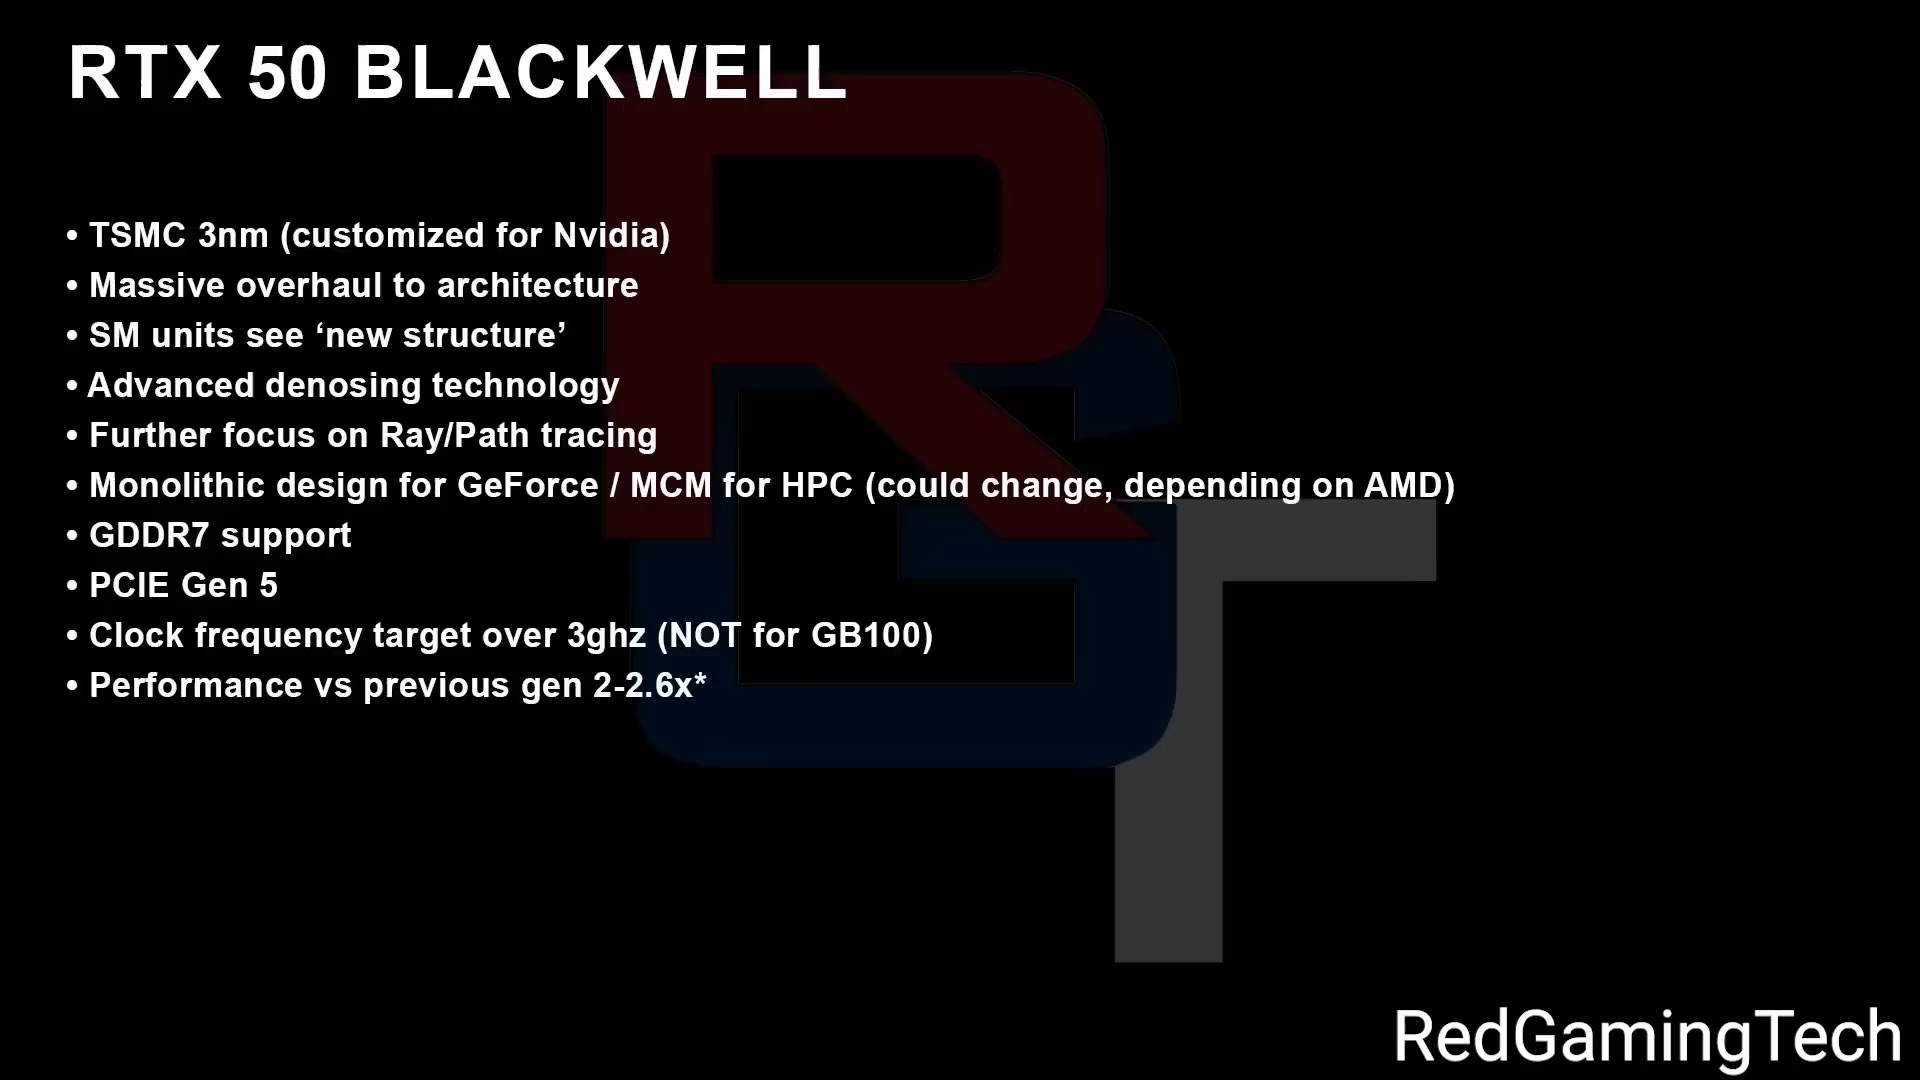 RTX 50 BLACKWELL
• TSMC 3nm (customized for Nvidia)
• Massive overhaul to architecture
• SM units see ‘new structure’
• Advanced denosing technology
• Further focus on Ray/Path tracing
• Monolithic design for GeForce / MCM for HPC (could change, depending on AMD)
• GDDR7 support
• PCIE Gen 5
• Clock frequency target over 3ghz (NOT for GB100)
• Performance vs previous gen 2-2.6x*
RGT
RedGamingTech